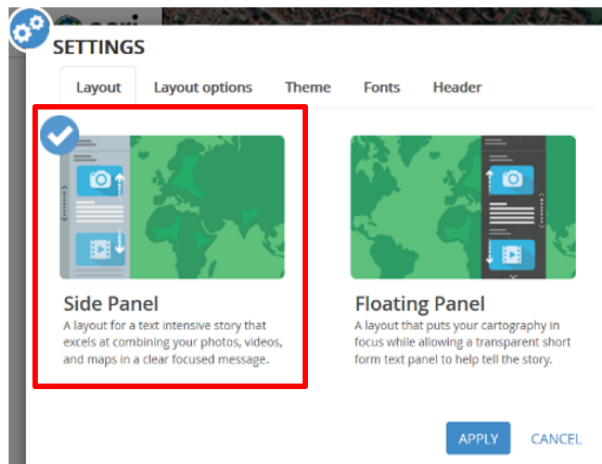 SETTINGS
Layout Layout options Theme Fonts Header
Side Panel
A layout for a text intensive story that
excels at combining your photos, videos,
and maps in a clear focused message.
Floating Panel
A layout that puts your cartography in
focus while allowing a transparent short
form text panel to help tell the story.
APPLY CANCEL